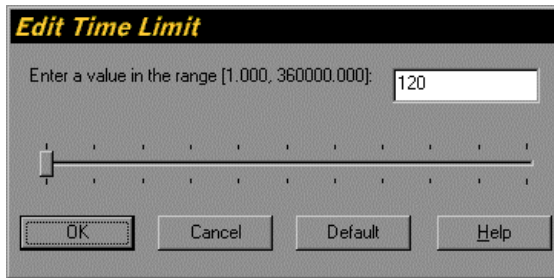 Edit Time Limit
Enter a value in the range [1.000, 360000.000]: 120
OK Cancel Default Help